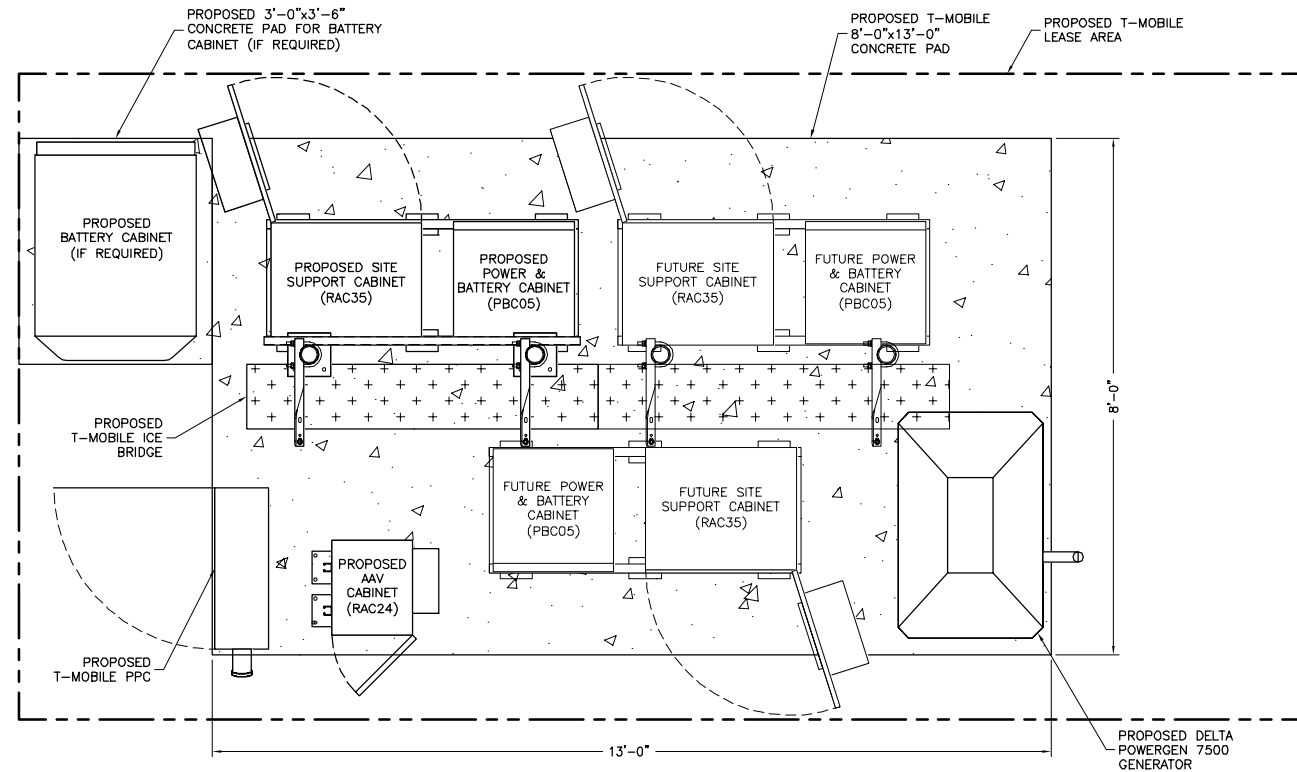 PROPOSED 3'-0"x3'-6"
CONCRETE PAD FOR BATTERY
CABINET (IF REQUIRED)
PROPOSED T-MOBILE
8'-0"x13'-0"
CONCRETE PAD
PROPOSED T-MOBILE
LEASE AREA
PROPOSED
BATTERY CABINET
(IF REQUIRED)
PROPOSED SITE
SUPPORT CABINET
(RAC35)
PROPOSED
POWER &
BATTERY CABINET
(PBC05)
FUTURE SITE
SUPPORT CABINET
(RAC35)
FUTURE POWER
& BATTERY
CABINET
(PBC05)
8'-0"
PROPOSED
T-MOBILE ICE
BRIDGE
FUTURE POWER
& BATTERY
CABINET
(PBC05)
FUTURE SITE
SUPPORT CABINET
(RAC35)
PROPOSED
AAV
CABINET
(RAC24)
PROPOSED
T-MOBILE PPC
13'-0"
PROPOSED DELTA
POWERGEN 7500
GENERATOR